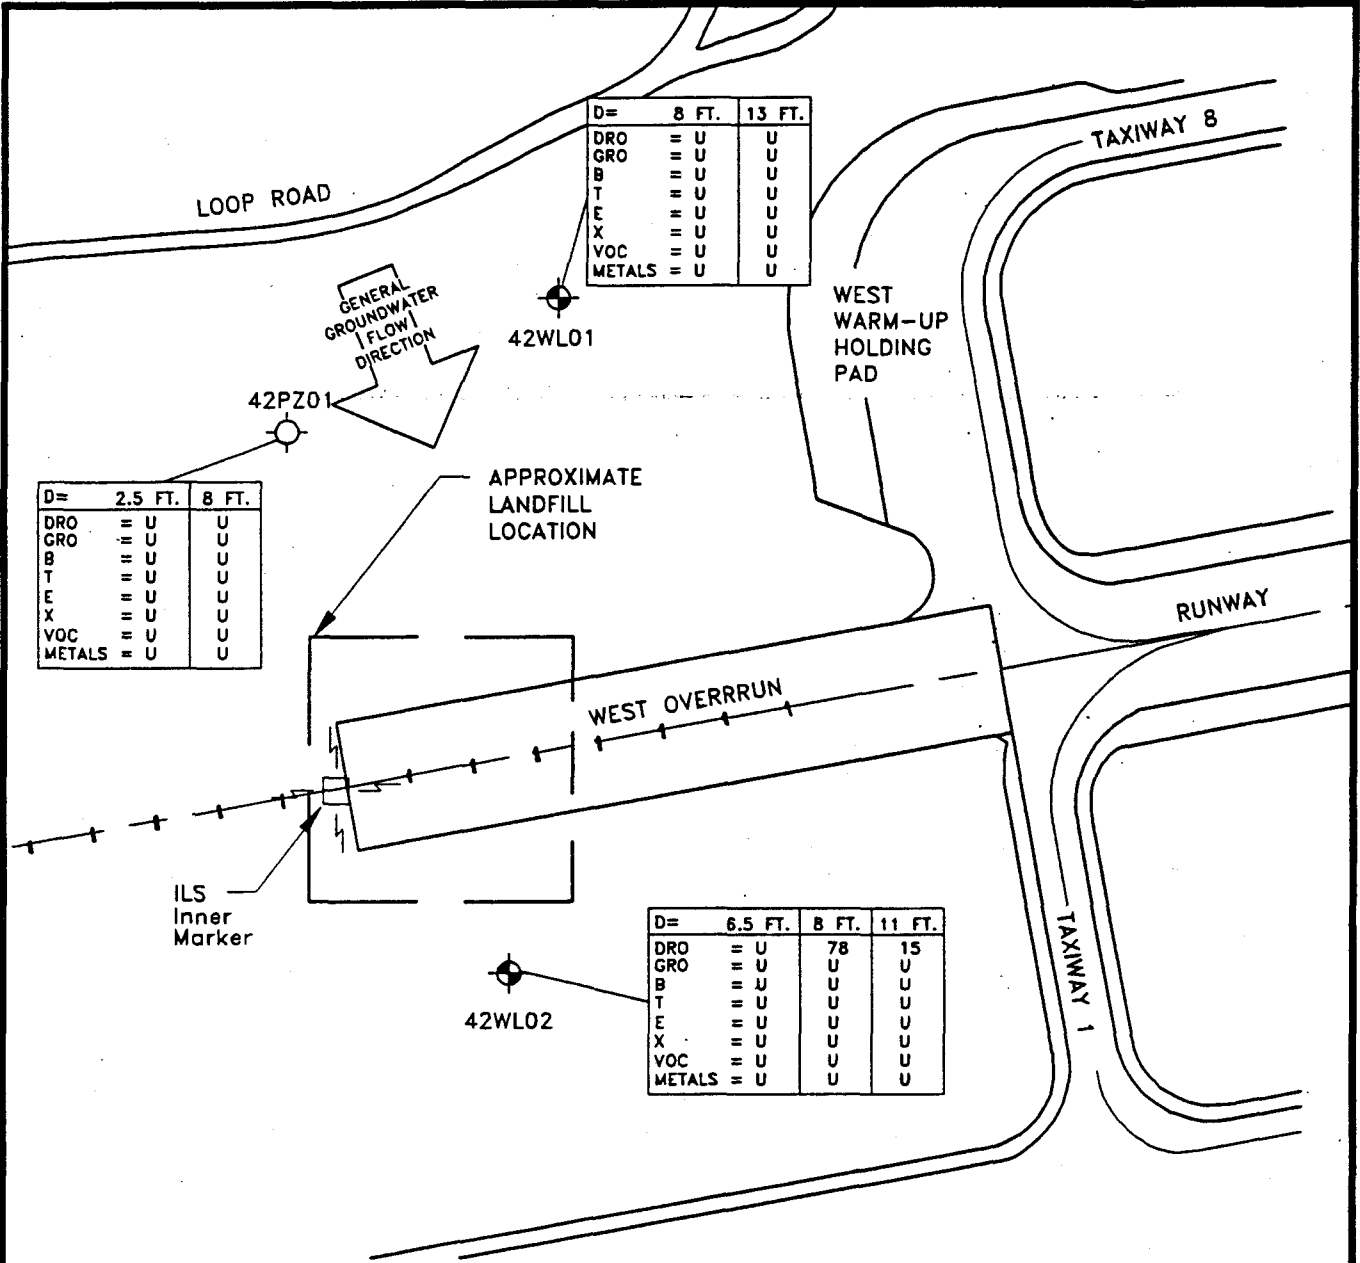 D= 8 FT. 13 FT.
DRO = U U
GRO = U U
B = U U
T = U U
E = U U
X = U U
VOC = U U
METALS = U U
TAXIWAY 8
LOOP ROAD
GENERAL
GROUNDWATER
FLOW
DIRECTION
42WL01
WEST
WARM-UP
HOLDING
PAD
42PZ01
D= 2.5 FT. 8 FT.
DRO = U U
GRO = U U
B = U U
T = U U
E = U U
X = U U
VOC = U U
METALS = U U
APPROXIMATE
LANDFILL
LOCATION
RUNWAY
WEST OVERRRUN
ILS
Inner
Marker
D= 6.5 FT. 8 FT. 11 FT.
DRO = U 78 15
GRO = U U U
B = U U U
T = U U U
E = U U U
X = U U U
VOC = U U U
METALS = U U U
42WL02
TAXIWAY 1